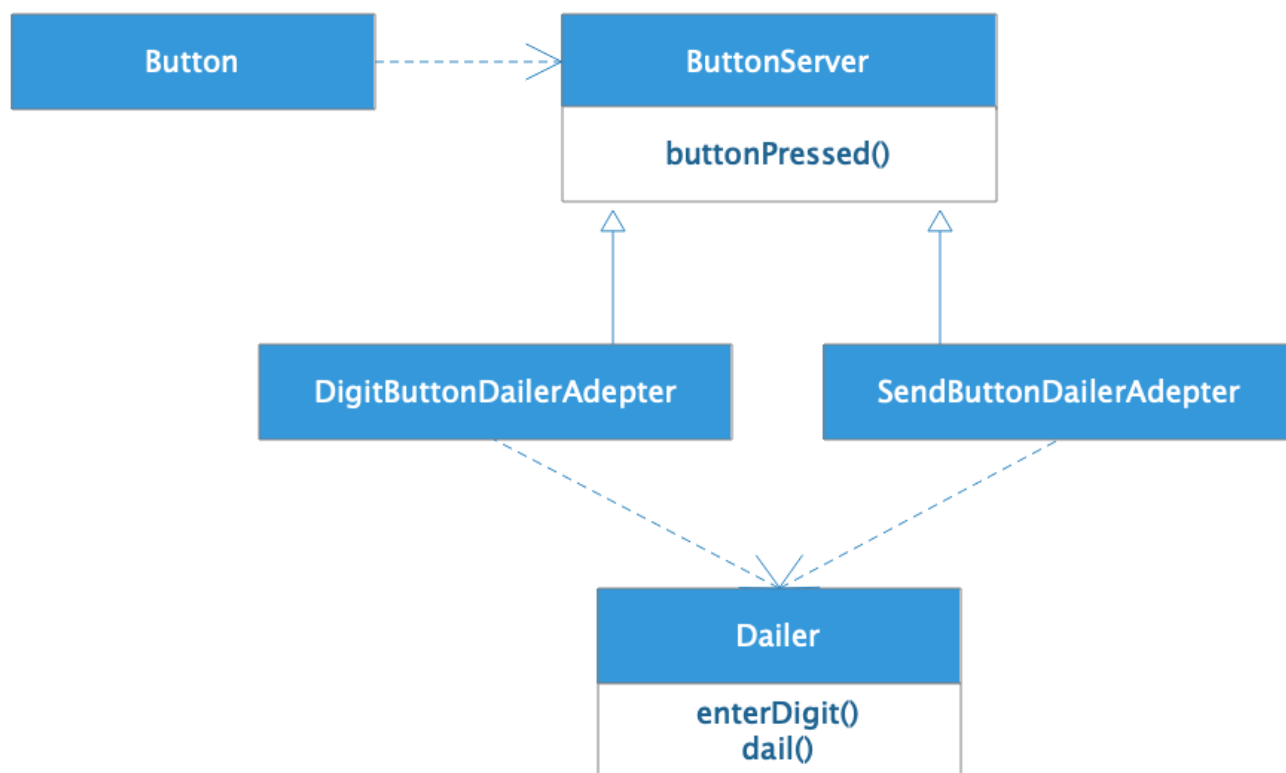 Button
ButtonServer
buttonPressed()
DigitButtonDailerAdepter
SendButtonDailerAdepter
Dailer
enterDigit()
dail()